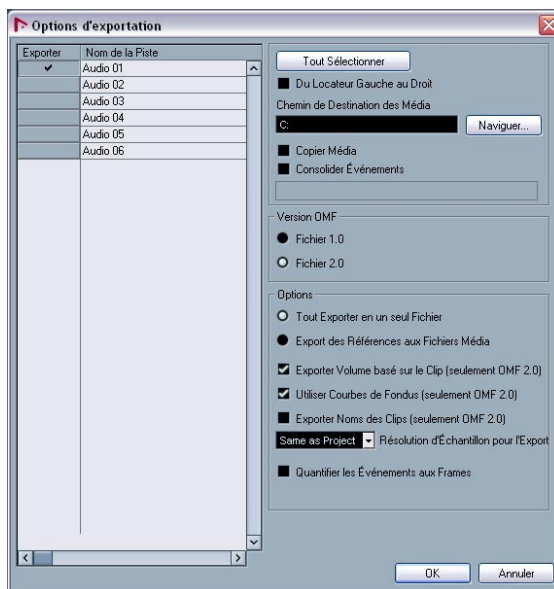 Options d'exportation
Exporter
Nom de la Piste
Audio 01
Audio 02
Audio 03
Audio 04
Audio 05
Audio 06
Tout Sélectionner
Du Locateur Gauche au Droit
Chemin de Destination des Média
C:
Naviguer...
Copier Média
Consolider Événements
Version OMF
Fichier 1.0
Fichier 2.0
Options
Tout Exporter en un seul Fichier
Export des Références aux Fichiers Média
Exporter Volume basé sur le Clip (seulement OMF 2.0)
Utiliser Courbes de Fondus (seulement OMF 2.0)
Exporter Noms des Clips (seulement OMF 2.0)
Same as Project Résolution d'Échantillon pour l'Export
Quantifier les Événements aux Frames
OK
Annuler